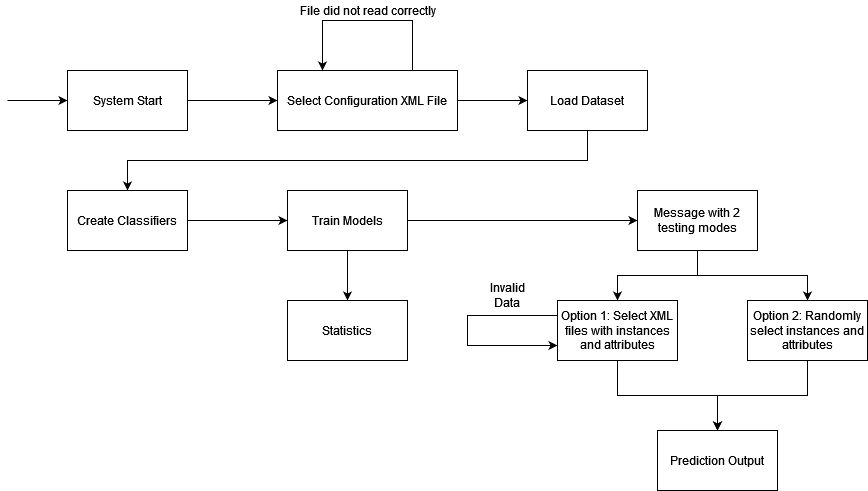 File did not read correctly
System Start
Select Configuration XML File
Load Dataset
Create Classifiers
Train Models
Message with 2
testing modes
Statistics
Invalid
Data
Option 1: Select XML
files with instances
and attributes
Option 2: Randomly
select instances and
attributes
Prediction Output